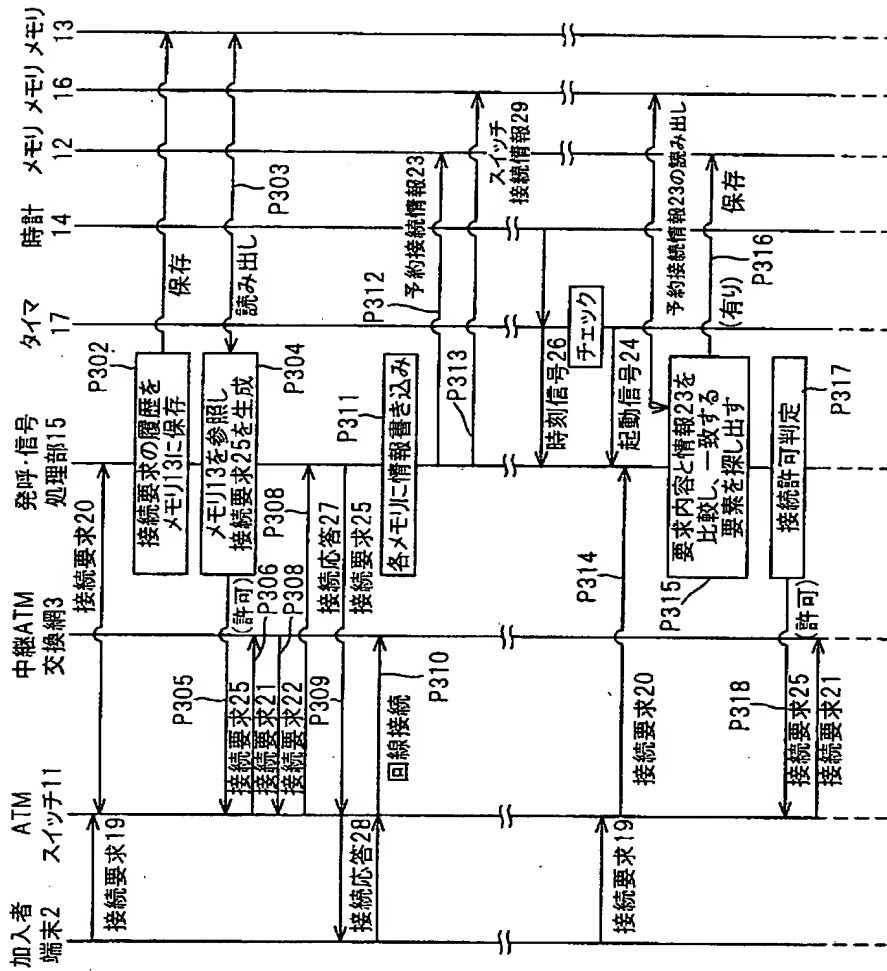 加入者
端末2
ATM
スイッチ11
中継ATM
交換網3
発呼・信号
処理部15
タイマ
17
時計
14
メモリ
12
メモリ
16
メモリ
13
接続要求19
接続要求20
P302
接続要求の履歴を
メモリ13に保存
保存
読み出し
P303
P304
メモリ13を参照し
接続要求25を生成
P305
接続要求25
(許可)
P306
接続要求21
P308
接続要求22
P308
P309
接続応答27
接続要求25
接続応答28
回線接続
P310
P311
各メモリに情報書き込み
P312
予約接続情報23
P313
スイッチ
接続情報29
時刻信号26
チェック
起動信号24
接続要求19
接続要求20
P314
予約接続情報23の読み出し
P315
要求内容と情報23を
比較し、一致する
要素を探し出す
(有り)
P316
保存
接続許可判定
P317
P318
接続要求25
(許可)
接続要求21